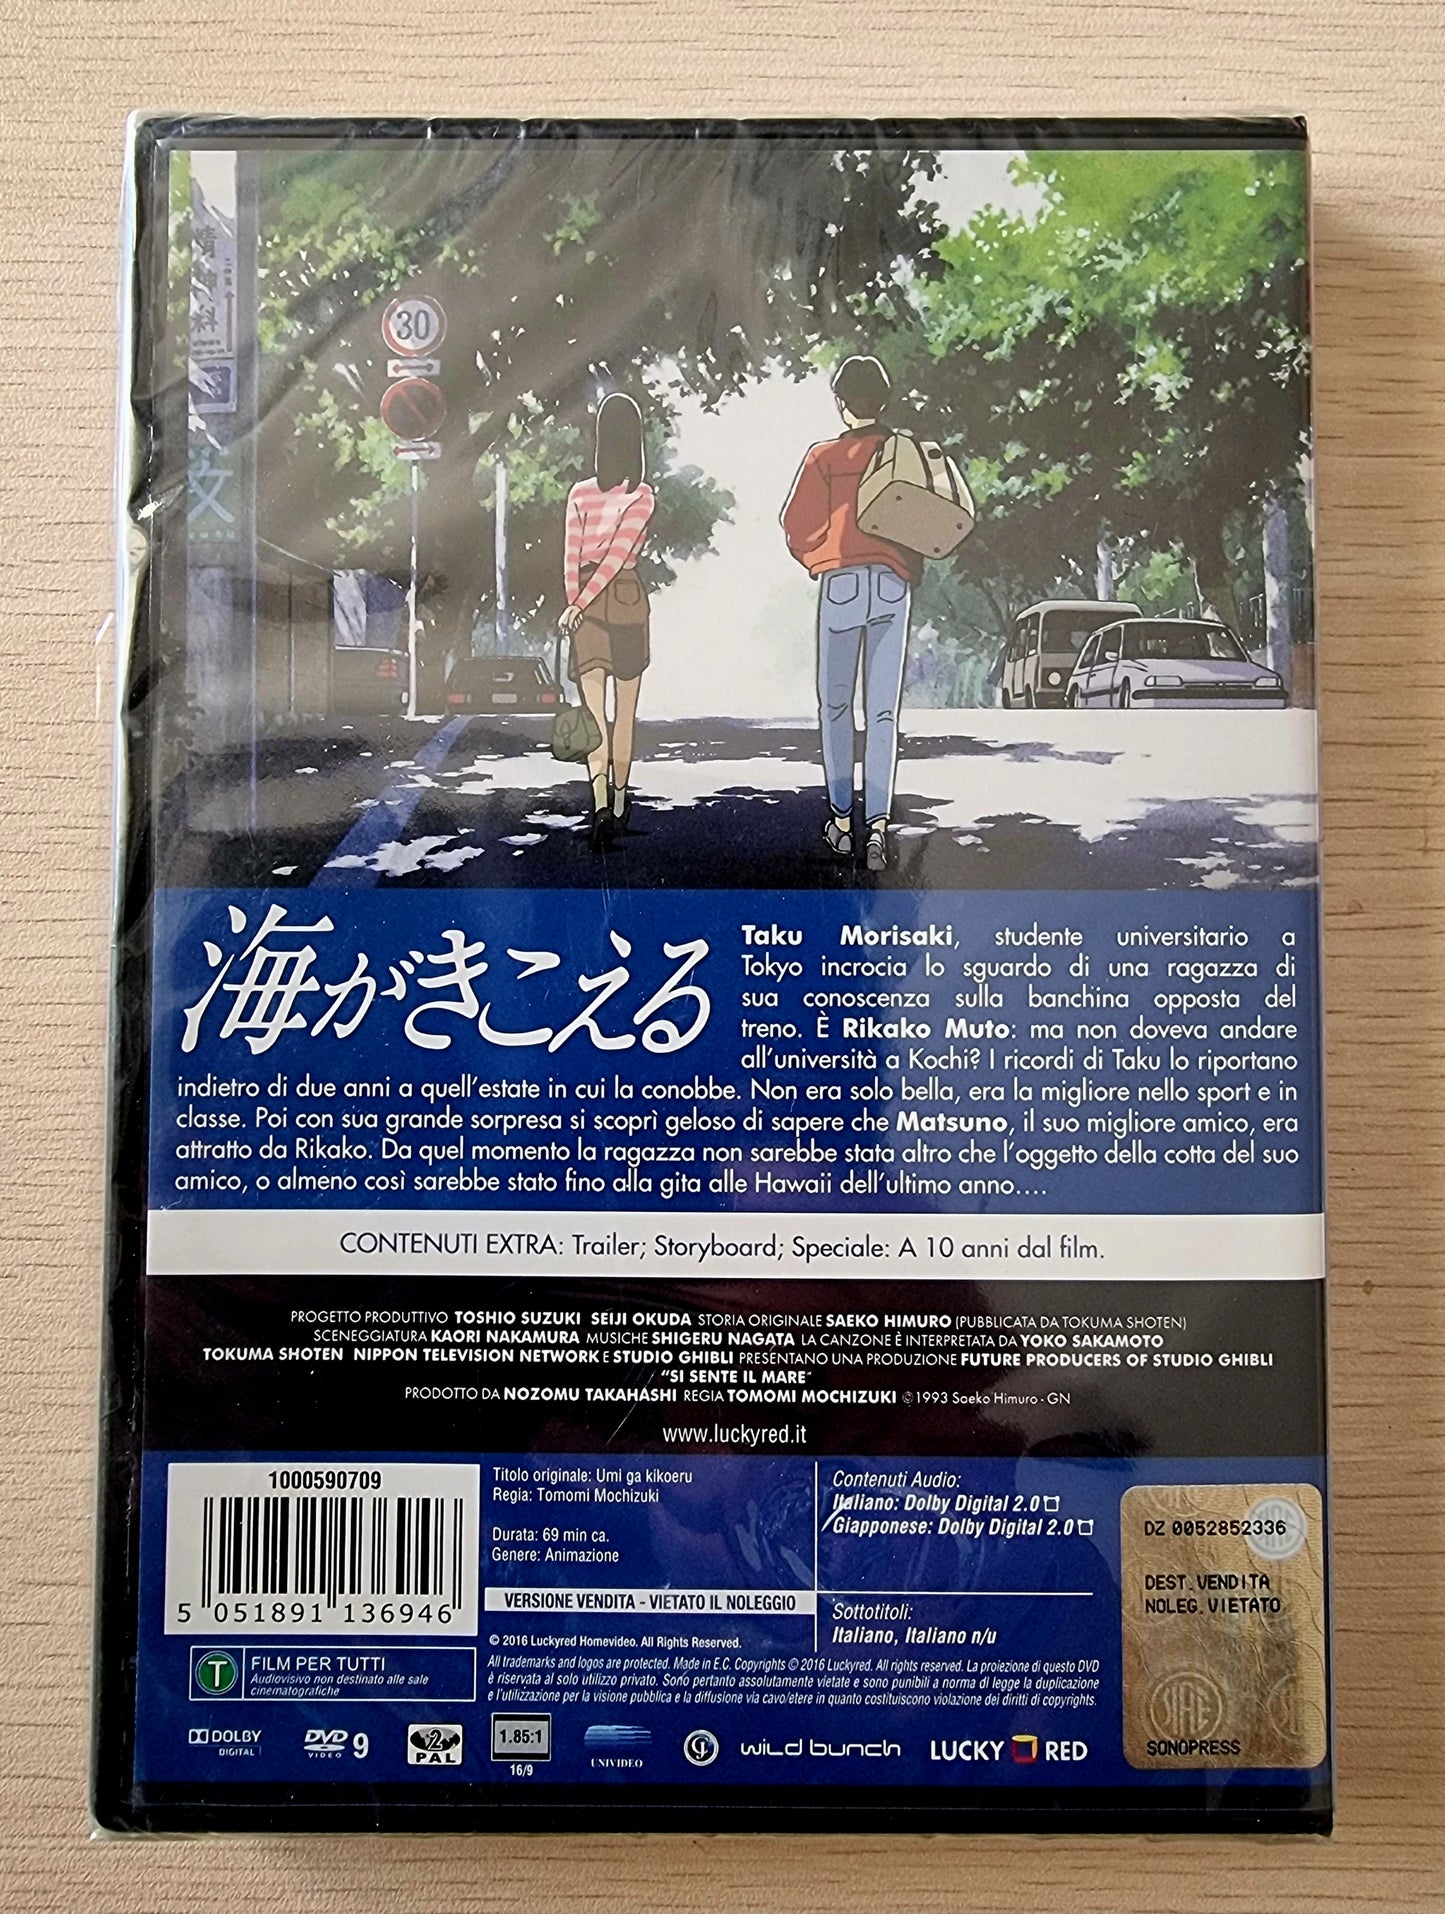 精神科
30
文
海がきこえる
Taku Morisaki, studente universitario a
Tokyo incrocia lo sguardo di una ragazza di
sua conoscenza sulla banchina opposta del
treno. È Rikako Muto: ma non doveva andare
all'università a Kochi? I ricordi di Taku lo riportano
indietro di due anni a quell'estate in cui la conobbe. Non era solo bella, era la migliore nello sport e in
classe. Poi con sua grande sorpresa si scoprì geloso di sapere che Matsuno, il suo migliore amico, era
attratto da Rikako. Da quel momento la ragazza non sarebbe stata altro che l'oggetto della cotta del suo
amico, o almeno così sarebbe stato fino alla gita alle Hawaii dell'ultimo anno....
CONTENUTI EXTRA: Trailer; Storyboard; Speciale: A 10 anni dal film.
PROGETTO PRODUTTIVO TOSHIO SUZUKI SEIJI OKUDA STORIA ORIGINALE SAEKO HIMURO (PUBBLICATA DA TOKUMA SHOTEN)
SCENEGGIATURA KAORI NAKAMURA MUSICHE SHIGERU NAGATA LA CANZONE È INTERPRETATA DA YOKO SAKAMOTO
TOKUMA SHOTEN NIPPON TELEVISION NETWORK E STUDIO GHIBLI PRESENTANO UNA PRODUZIONE FUTURE PRODUCERS OF STUDIO GHIBLI
"SI SENTE IL MARE"
PRODOTTO DA NOZOMU TAKAHASHI REGIA TOMOMI MOCHIZUKI ©1993 Saeko Himuro - GN
www.luckyred.it
1000590709
5 051891 136946
Titolo originale: Umi ga kikoeru
Regia: Tomomi Mochizuki
Durata: 69 min ca.
Genere: Animazione
VERSIONE VENDITA - VIETATO IL NOLEGGIO
Contenuti Audio:
Italiano: Dolby Digital 2.0
Giapponese: Dolby Digital 2.0
Sottotitoli:
Italiano, Italiano n/u
DZ 0052852336
DEST.VENDITA
NOLEG.VIETATO
SIAE
SONOPRESS
T FILM PER TUTTI
Audiovisivo non destinato alle sale
cinematografiche
© 2016 Luckyred Homevideo. All Rights Reserved.
All trademarks and logos are protected. Made in E.C. Copyrights © 2016 Luckyred. All rights reserved. La proiezione di questo DVD
è riservata al solo utilizzo privato. Sono pertanto assolutamente vietate e sono punibili a norma di legge la duplicazione
e l'utilizzazione per la visione pubblica e la diffusione via cavo/etere in quanto costituiscono violazione dei diritti di copyrights.
DOLBY
DIGITAL
DVD
VIDEO
9
2
PAL
1.85:1
16/9
UNIVIDEO
wild bunch
LUCKY RED